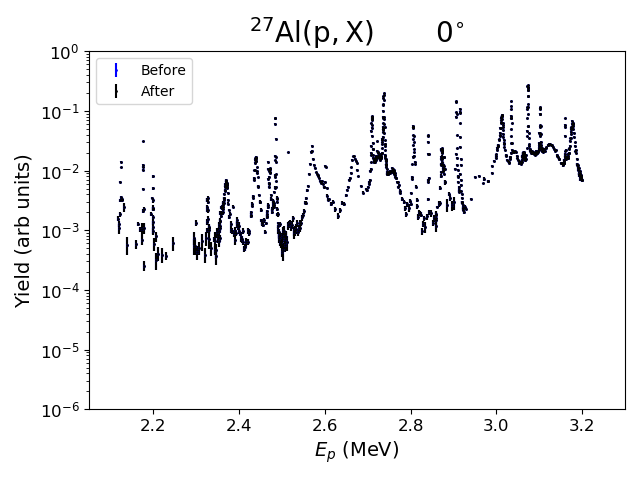 ²⁷Al(p, X) 0°
Before
After
Yield (arb units)
10⁰
10⁻¹
10⁻²
10⁻³
10⁻⁴
10⁻⁵
10⁻⁶
2.2 2.4 2.6 2.8 3.0 3.2
Eₚ (MeV)